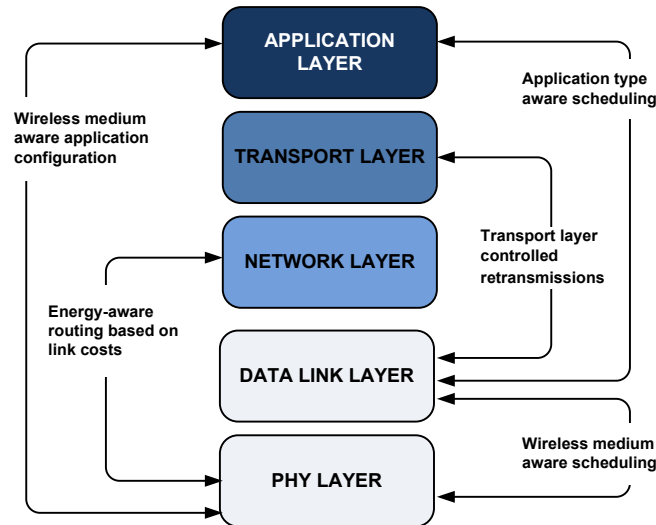 APPLICATION
LAYER
Application type
aware scheduling
Wireless medium
aware application
configuration
TRANSPORT LAYER
NETWORK LAYER
Transport layer
controlled
retransmissions
Energy-aware
routing based on
link costs
DATA LINK LAYER
Wireless medium
aware scheduling
PHY LAYER